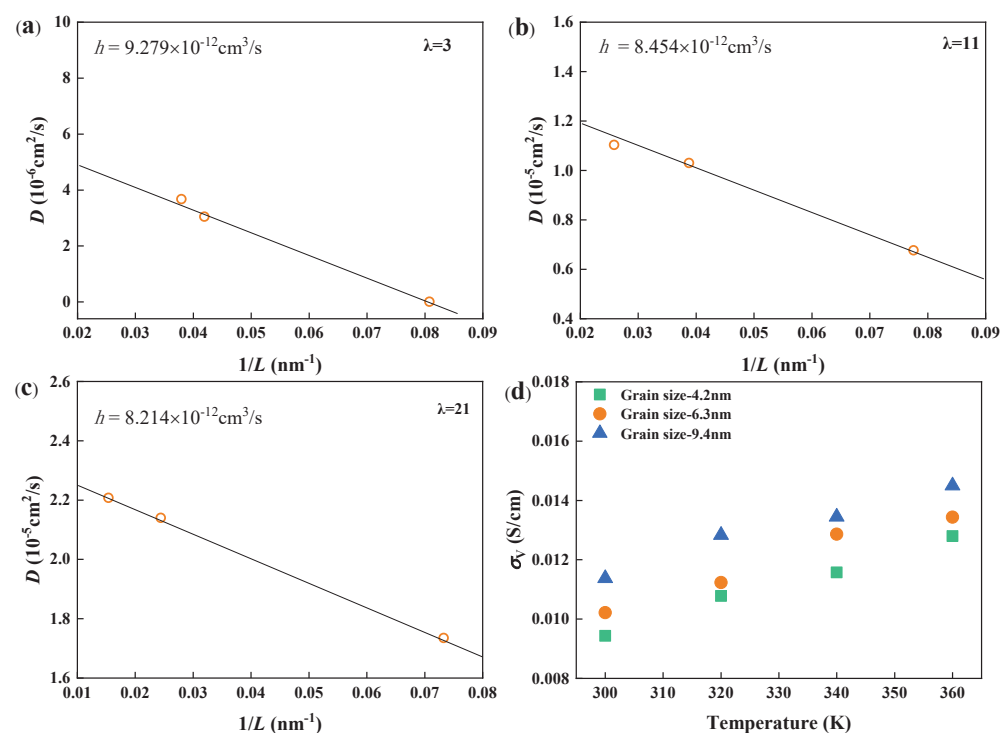 (a)
h = 9.279×10⁻¹²cm³/s
λ=3
10
8
6
4
2
0
D (10⁻⁶cm²/s)
0.02 0.03 0.04 0.05 0.06 0.07 0.08 0.09
1/L (nm⁻¹)
(b)
h = 8.454×10⁻¹²cm³/s
λ=11
1.6
1.4
1.2
1.0
0.8
0.6
0.4
D (10⁻⁵cm²/s)
0.02 0.03 0.04 0.05 0.06 0.07 0.08 0.09
1/L (nm⁻¹)
(c)
h = 8.214×10⁻¹²cm³/s
λ=21
2.6
2.4
2.2
2.0
1.8
1.6
D (10⁻⁵cm²/s)
0.01 0.02 0.03 0.04 0.05 0.06 0.07 0.08
1/L (nm⁻¹)
(d)
Grain size-4.2nm
Grain size-6.3nm
Grain size-9.4nm
0.018
0.016
0.014
0.012
0.010
0.008
σV (S/cm)
300 310 320 330 340 350 360
Temperature (K)